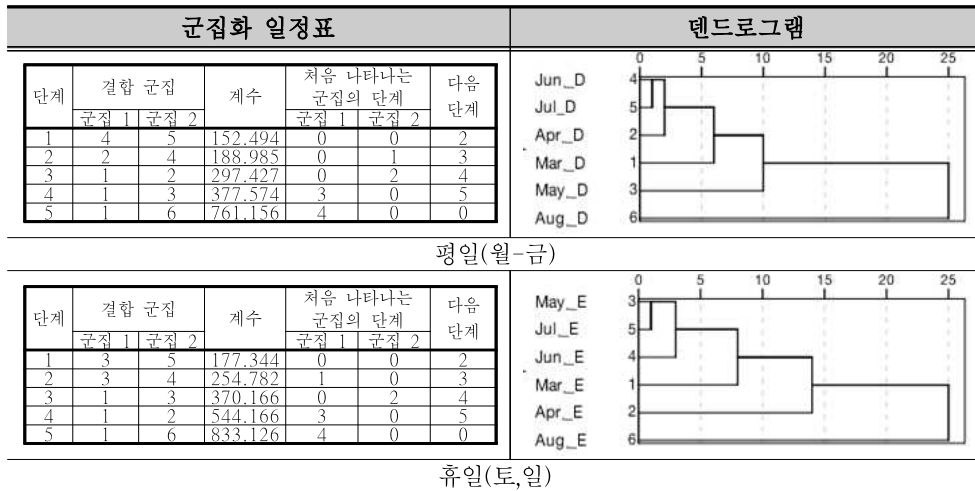 군집화 일정표 덴드로그램
단계 결합 군집 계수 처음 나타나는 군집의 단계 다음 단계
군집 1 군집 2 군집 1 군집 2
1 4 5 152.494 0 0 2
2 2 4 188.985 0 1 3
3 1 2 297.427 0 2 4
4 1 3 377.574 3 0 5
5 1 6 761.156 4 0 0
0 5 10 15 20 25
Jun_D 4
Jul_D 5
Apr_D 2
Mar_D 1
May_D 3
Aug_D 6
평일(월-금)
단계 결합 군집 계수 처음 나타나는 군집의 단계 다음 단계
군집 1 군집 2 군집 1 군집 2
1 3 5 177.344 0 0 2
2 3 4 254.782 1 0 3
3 1 3 370.166 0 2 4
4 1 2 544.166 3 0 5
5 1 6 833.126 4 0 0
0 5 10 15 20 25
May_E 3
Jul_E 5
Jun_E 4
Mar_E 1
Apr_E 2
Aug_E 6
휴일(토,일)